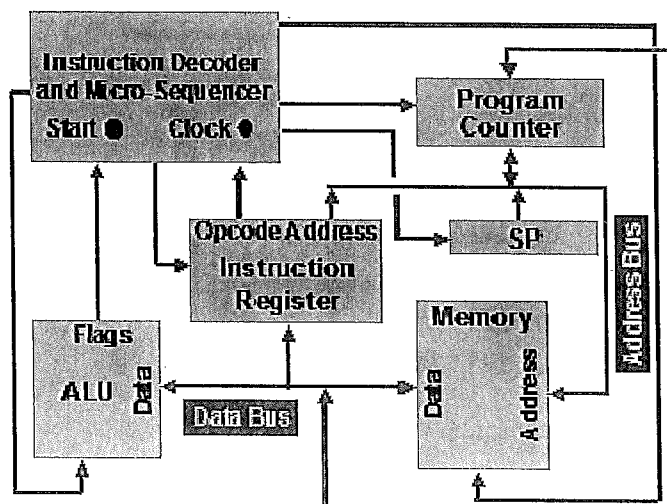 Instruction Decoder
and Micro-Sequencer
Start Clock
Program
Counter
Opcode Address
Instruction
Register
SP
Address Bus
Flags
ALU
Data
Data Bus
Memory
Data
Address